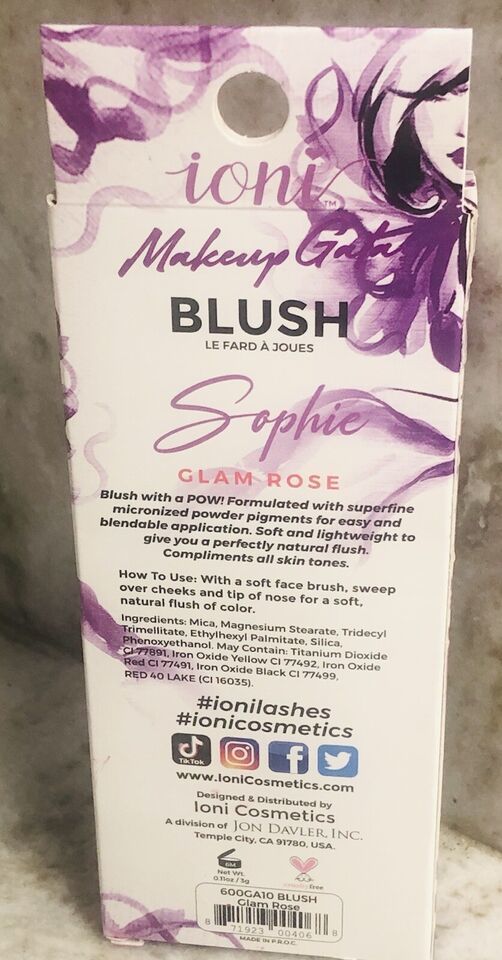 ioni™
Makeup Gala
BLUSH
LE FARD À JOUES
Sophie
GLAM ROSE
Blush with a POW! Formulated with superfine
micronized powder pigments for easy and
blendable application. Soft and lightweight to
give you a perfectly natural flush.
Compliments all skin tones.
How To Use: With a soft face brush, sweep
over cheeks and tip of nose for a soft,
natural flush of color.
Ingredients: Mica, Magnesium Stearate, Tridecyl
Trimellitate, Ethylhexyl Palmitate, Silica,
Phenoxyethanol. May Contain: Titanium Dioxide
CI 77891, Iron Oxide Yellow CI 77492, Iron Oxide
Red CI 77491, Iron Oxide Black CI 77499,
RED 40 LAKE (CI 16035).
#ionilashes
#ionicosmetics
TikTok
www.IoniCosmetics.com
Designed & Distributed by
Ioni Cosmetics
A division of JON DAVLER, INC.
Temple City, CA 91780, USA.
6M
Net Wt.
0.11oz / 3g
cruelty free
600GA10 BLUSH
Glam Rose
8 71923 00406 8
MADE IN P.R.O.C.